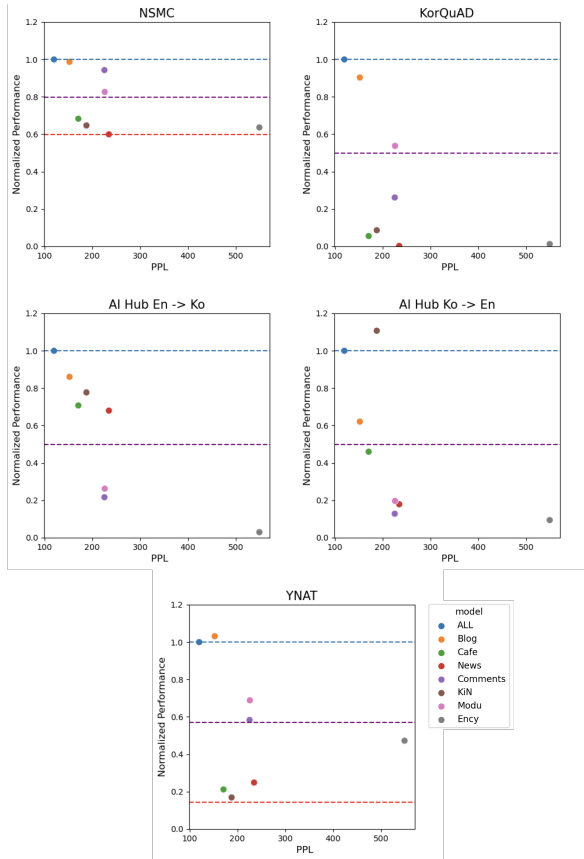 NSMC
1.2
1.0
0.8
0.6
0.4
0.2
0.0
Normalized Performance
100 200 300 400 500
PPL
KorQuAD
1.2
1.0
0.8
0.6
0.4
0.2
0.0
Normalized Performance
100 200 300 400 500
PPL
AI Hub En -> Ko
1.2
1.0
0.8
0.6
0.4
0.2
0.0
Normalized Performance
100 200 300 400 500
PPL
AI Hub Ko -> En
1.2
1.0
0.8
0.6
0.4
0.2
0.0
Normalized Performance
100 200 300 400 500
PPL
YNAT
1.2
1.0
0.8
0.6
0.4
0.2
0.0
Normalized Performance
100 200 300 400 500
PPL
model
ALL
Blog
Cafe
News
Comments
KiN
Modu
Ency